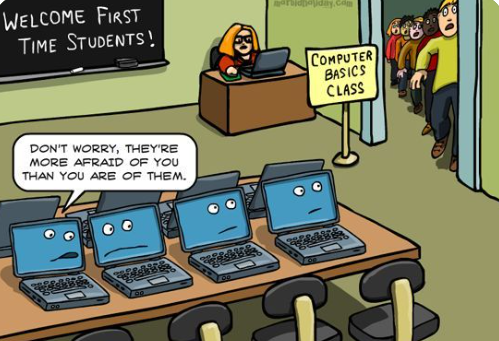 WELCOME FIRST
TIME STUDENTS!
COMPUTER
BASICS
CLASS
DON'T WORRY, THEY'RE
MORE AFRAID OF YOU
THAN YOU ARE OF THEM.